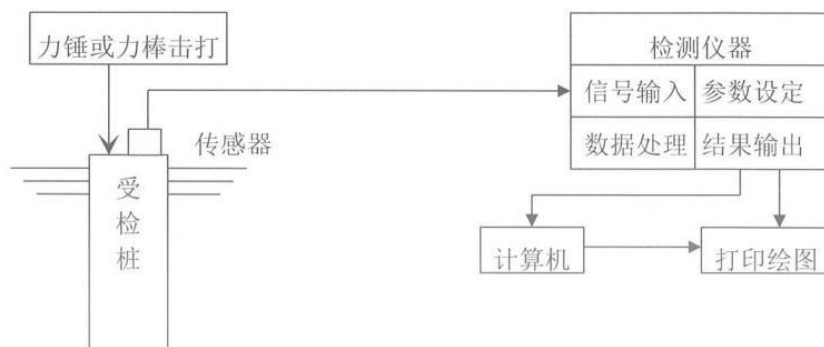 力锤或力棒击打
检测仪器
信号输入 参数设定
传感器
数据处理 结果输出
受检桩
计算机
打印绘图